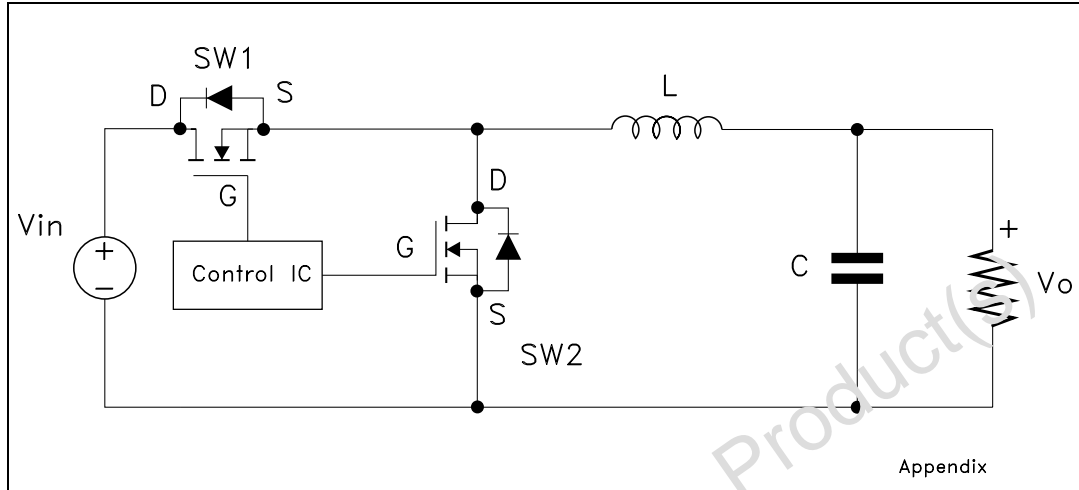 SW1
D
S
L
G
D
Vin
+
G
+
Control IC
C
Vo
−
S
SW2
Product(s)
Appendix